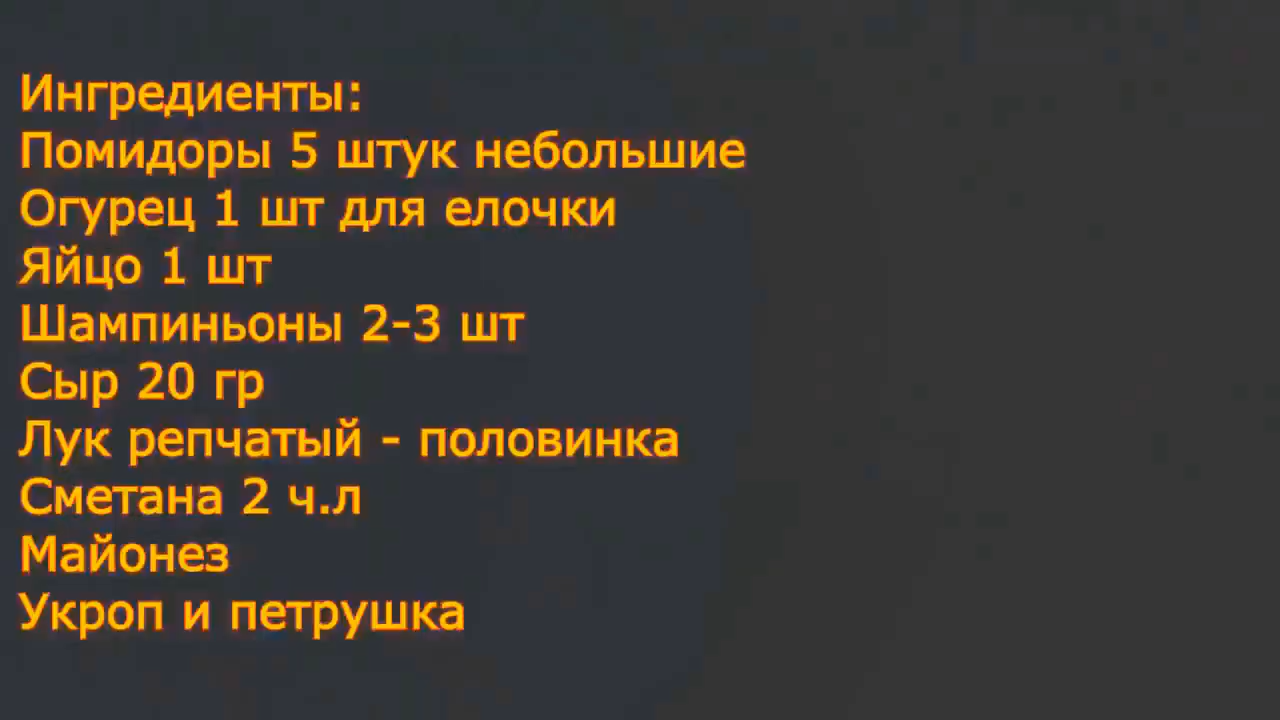 Ингредиенты:
Помидоры 5 штук небольшие
Огурец 1 шт для елочки
Яйцо 1 шт
Шампиньоны 2-3 шт
Сыр 20 гр
Лук репчатый - половинка
Сметана 2 ч.л
Майонез
Укроп и петрушка